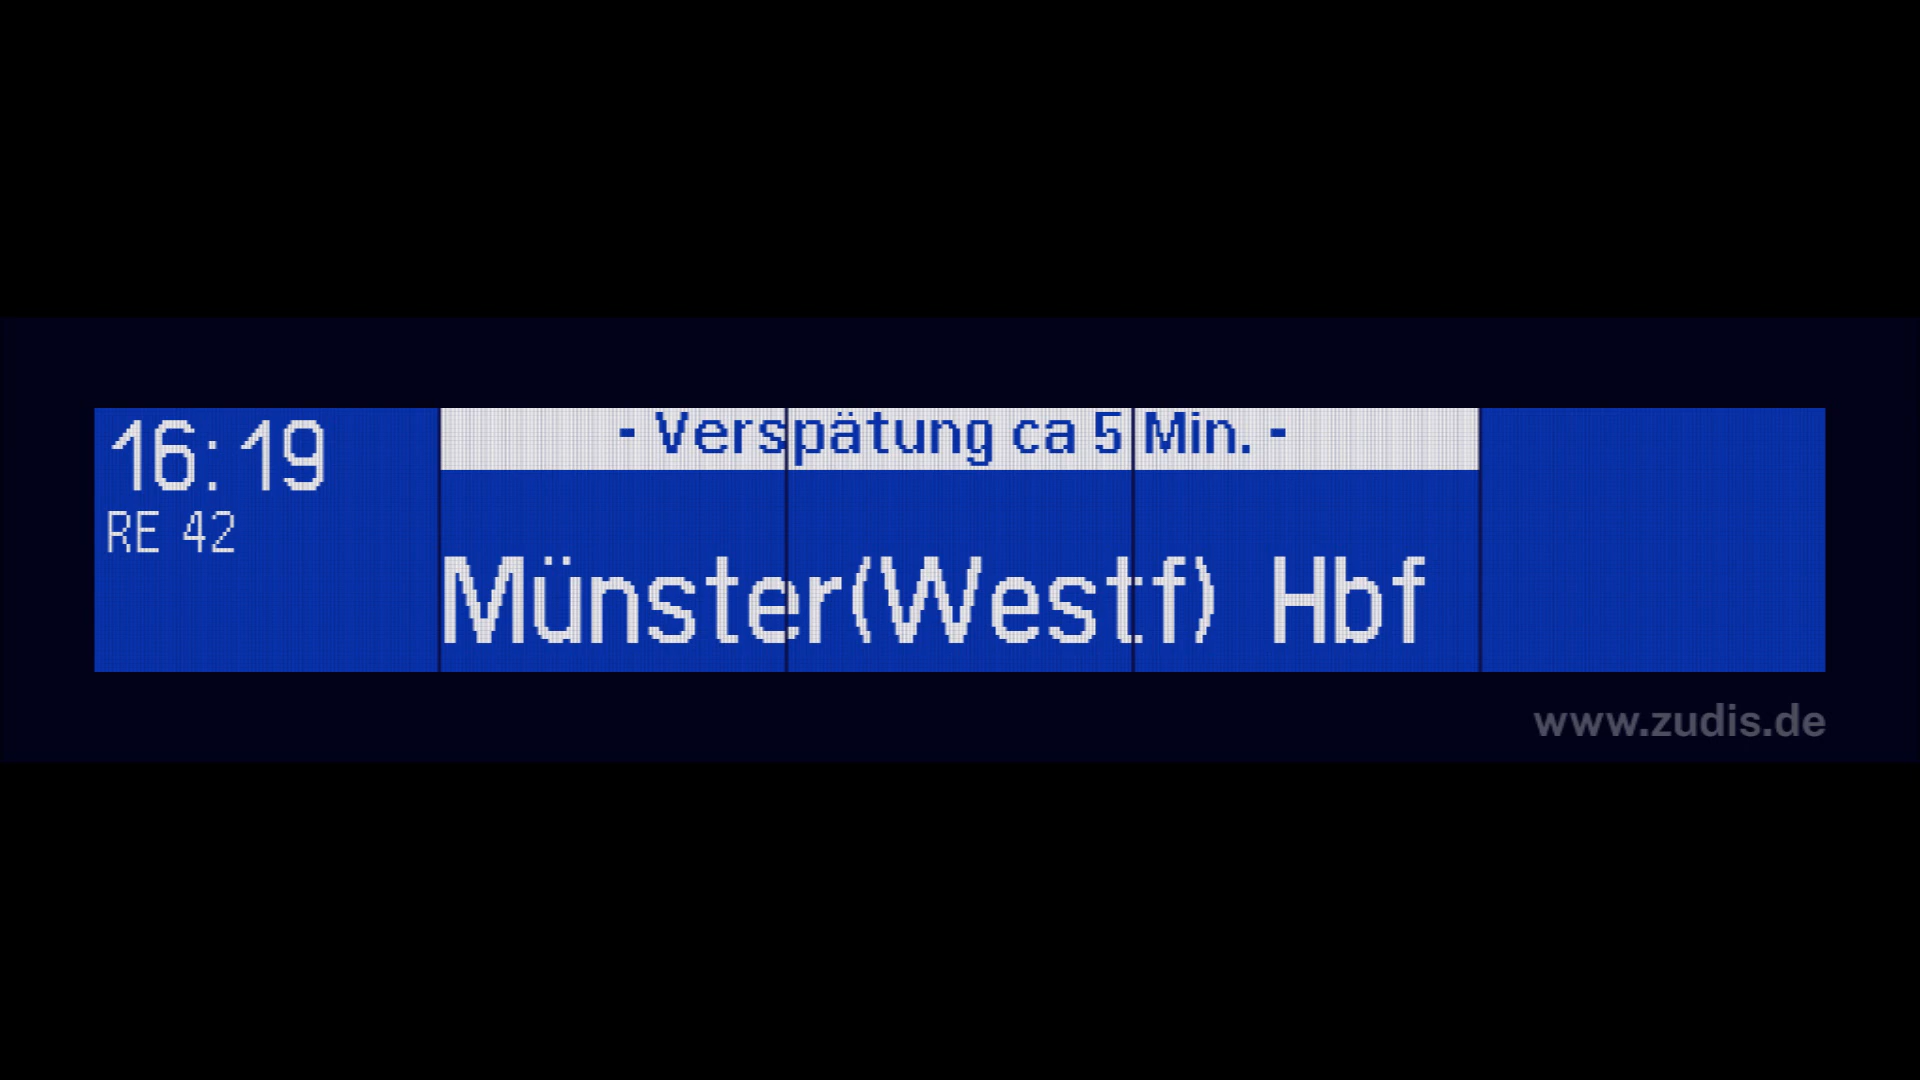 16:19
- Verspätung ca 5 Min. -
RE 42
Münster(Westf) Hbf
www.zudis.de